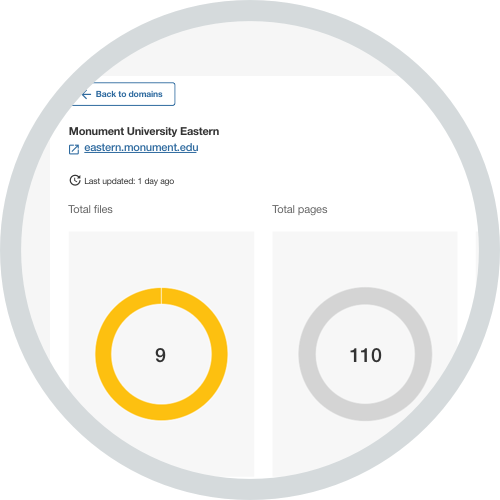 Back to domains
Monument University Eastern
eastern.monument.edu
Last updated: 1 day ago
Total files
Total pages
9
110